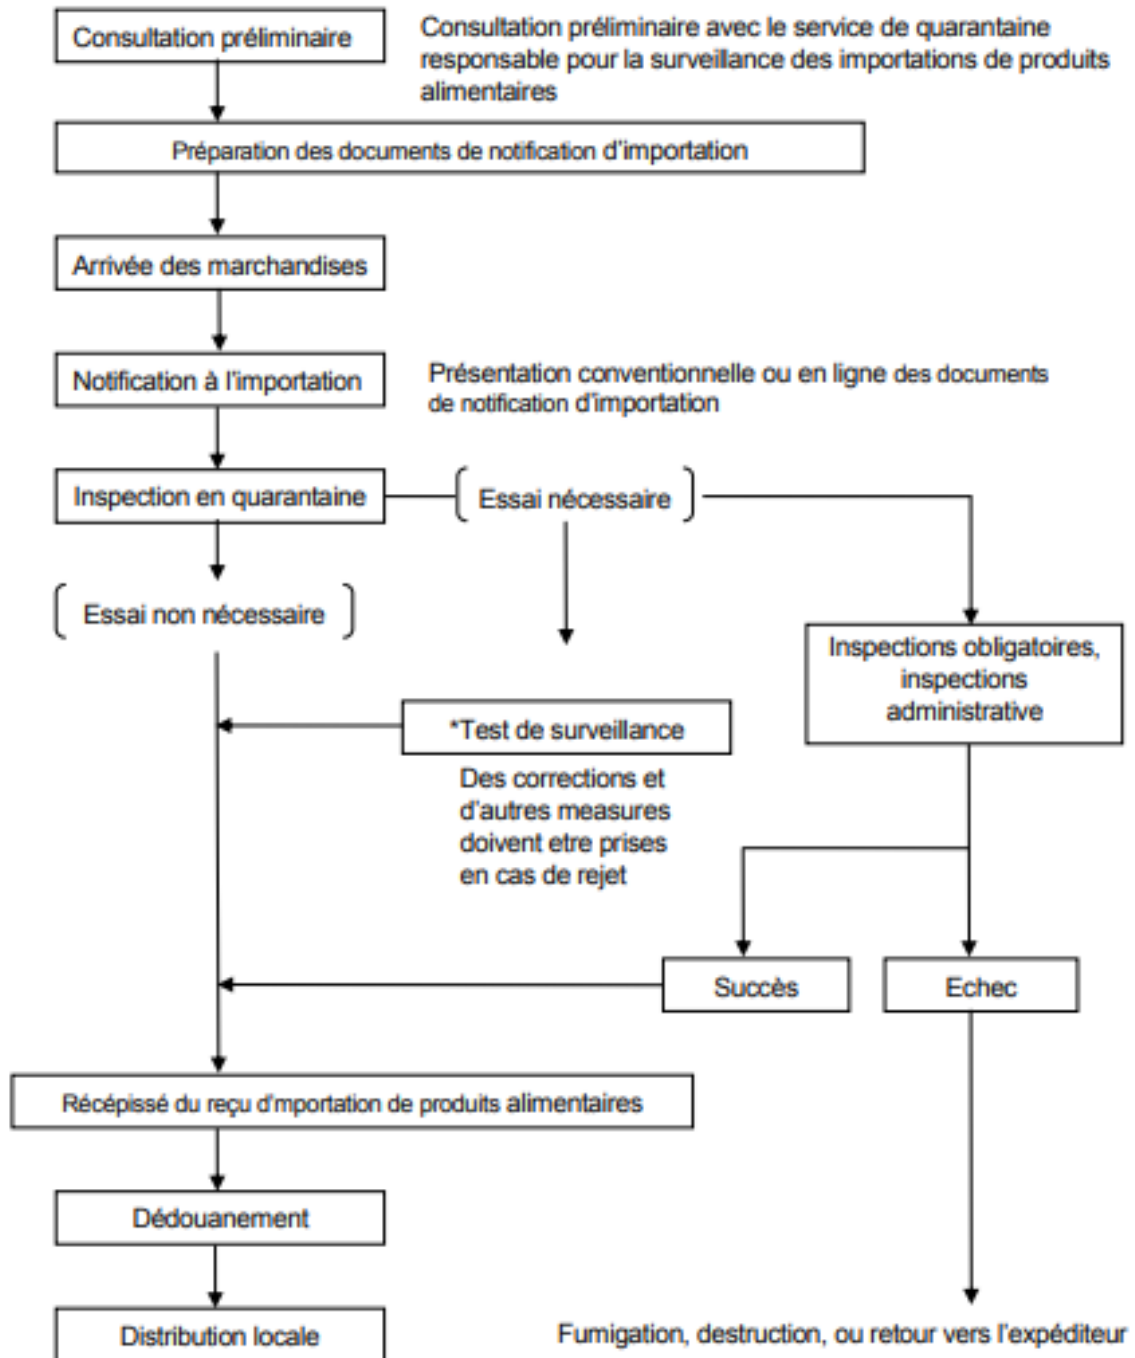 Consultation préliminaire
Consultation préliminaire avec le service de quarantaine
responsable pour la surveillance des importations de produits
alimentaires
Préparation des documents de notification d'importation
Arrivée des marchandises
Notification à l'importation
Présentation conventionnelle ou en ligne des documents
de notification d'importation
Inspection en quarantaine
Essai nécessaire
Essai non nécessaire
Inspections obligatoires,
inspections
administrative
*Test de surveillance
Des corrections et
d'autres measures
doivent etre prises
en cas de rejet
Succès
Echec
Récépissé du reçu d'mportation de produits alimentaires
Dédouanement
Distribution locale
Fumigation, destruction, ou retour vers l'expéditeur